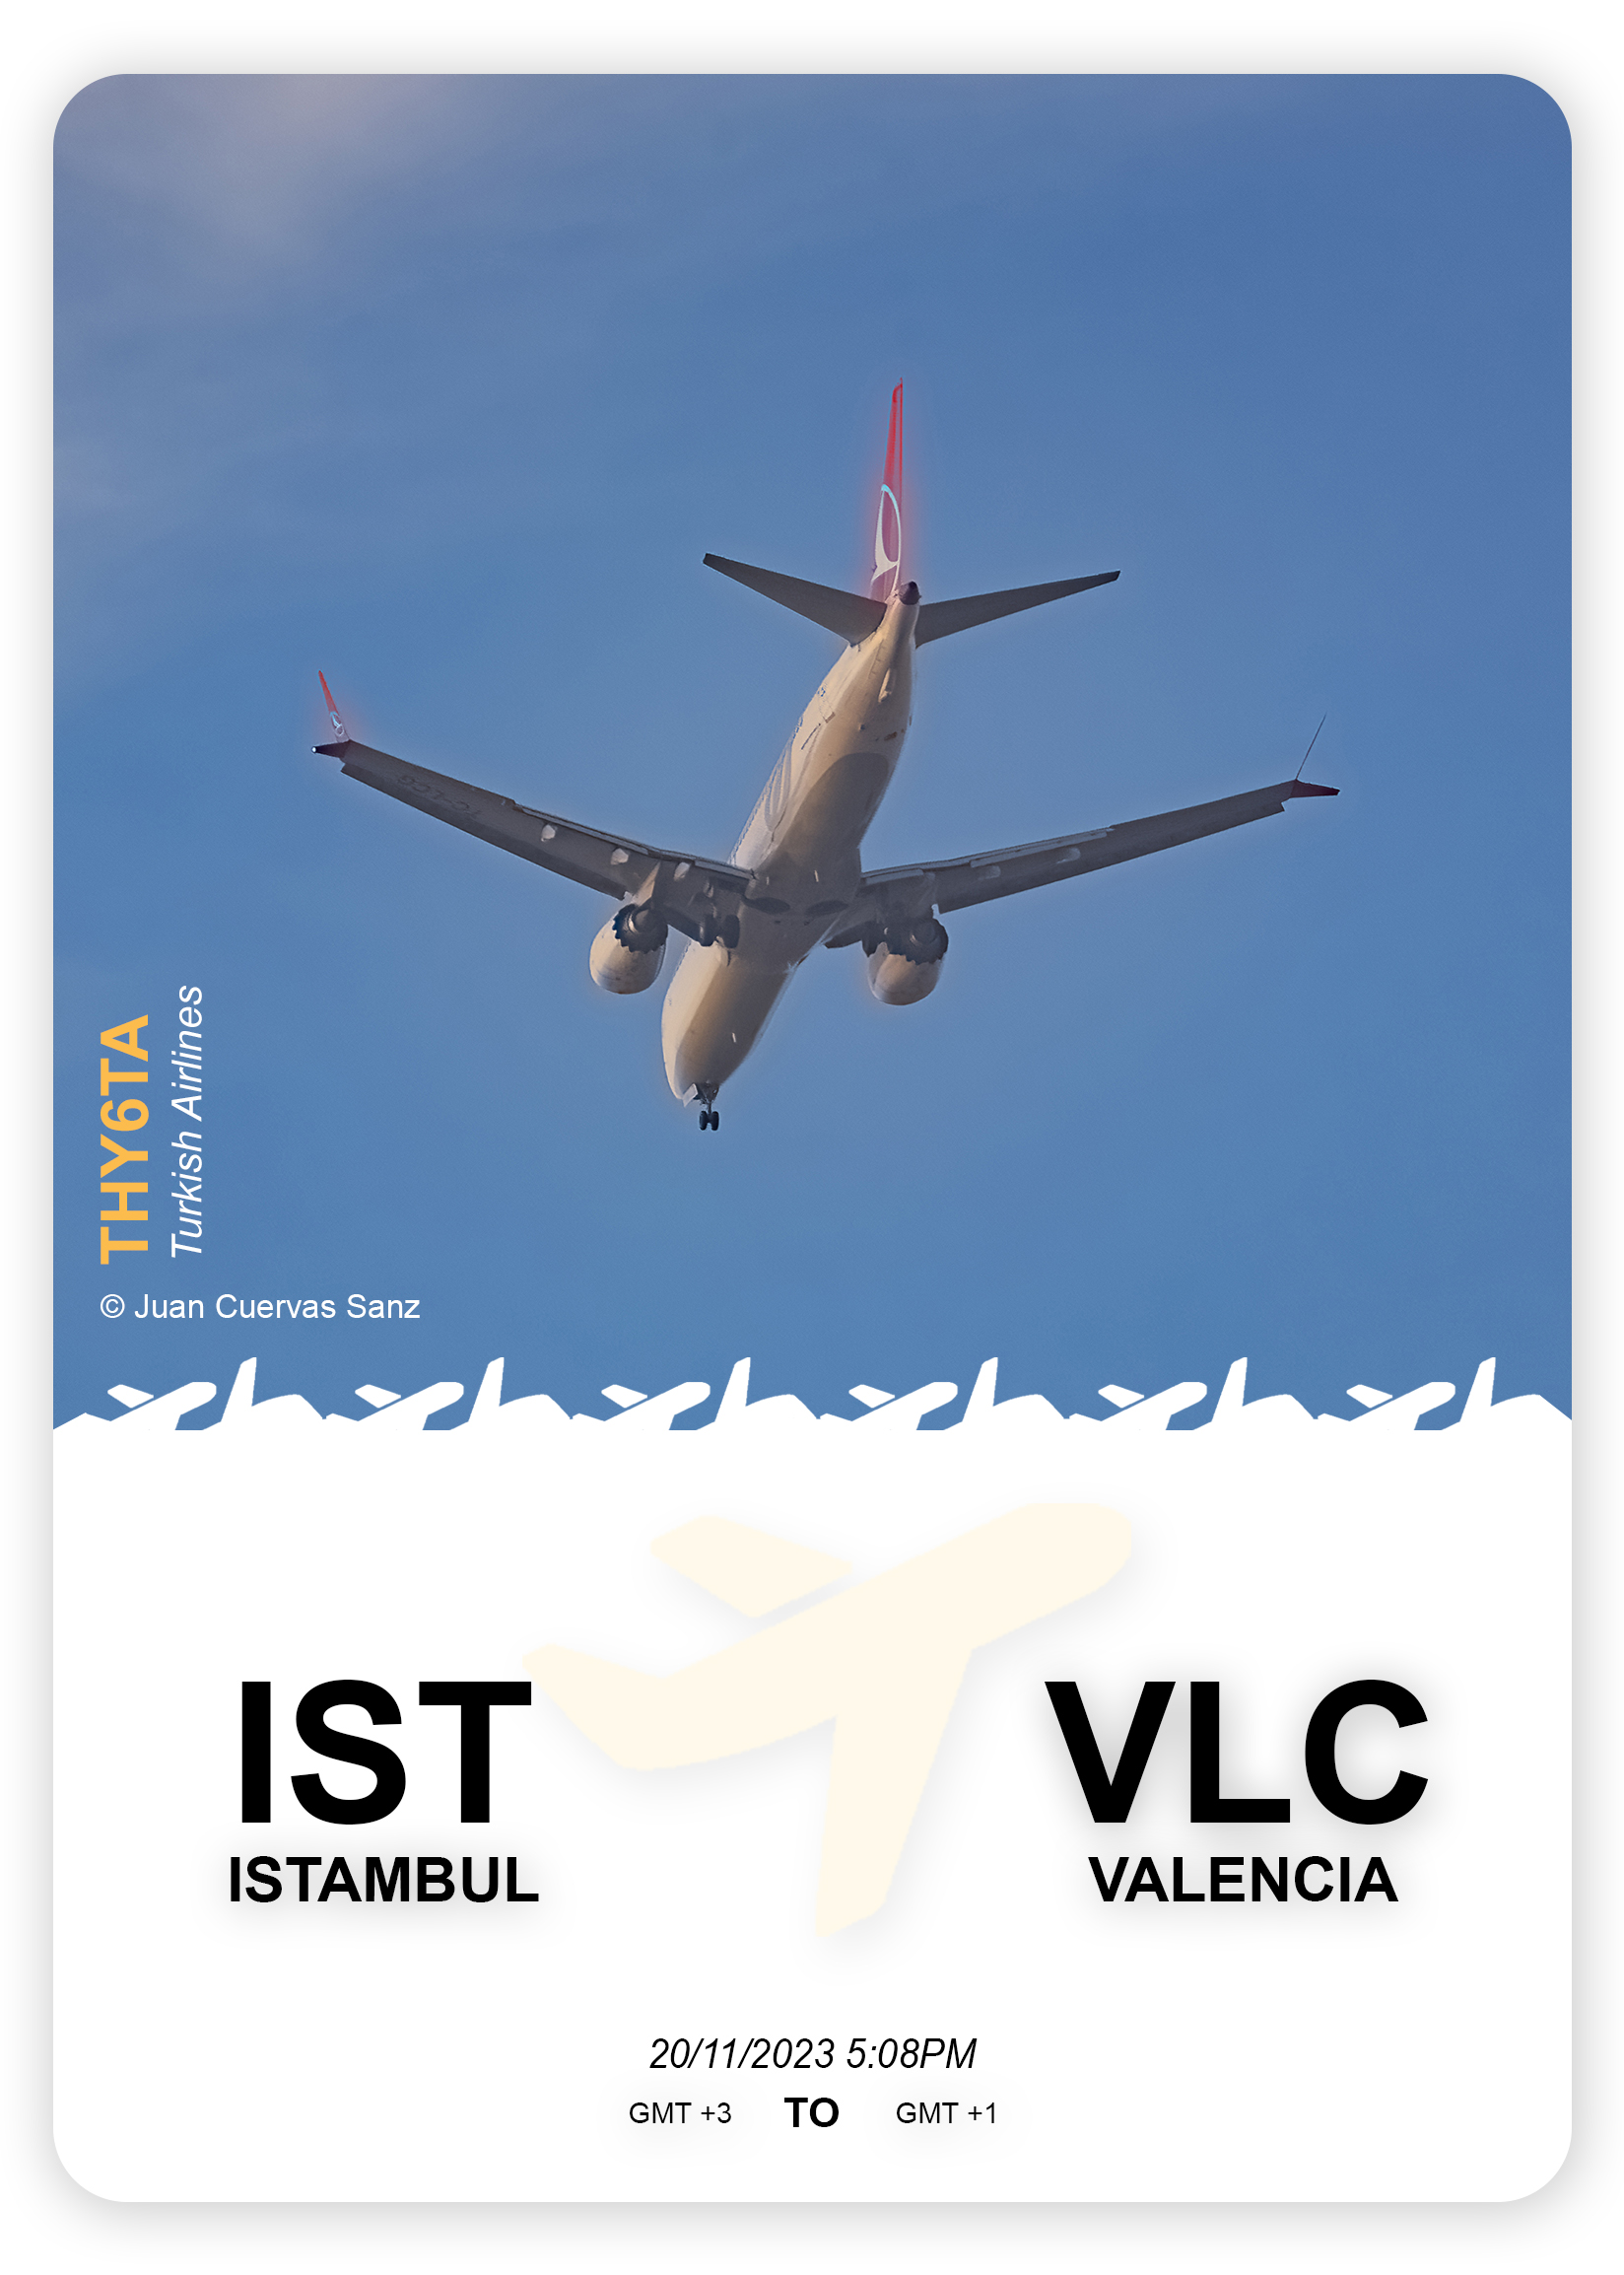 THY6TA
Turkish Airlines
© Juan Cuervas Sanz
IST
VLC
ISTAMBUL
VALENCIA
20/11/2023 5:08PM
GMT +3 TO GMT +1